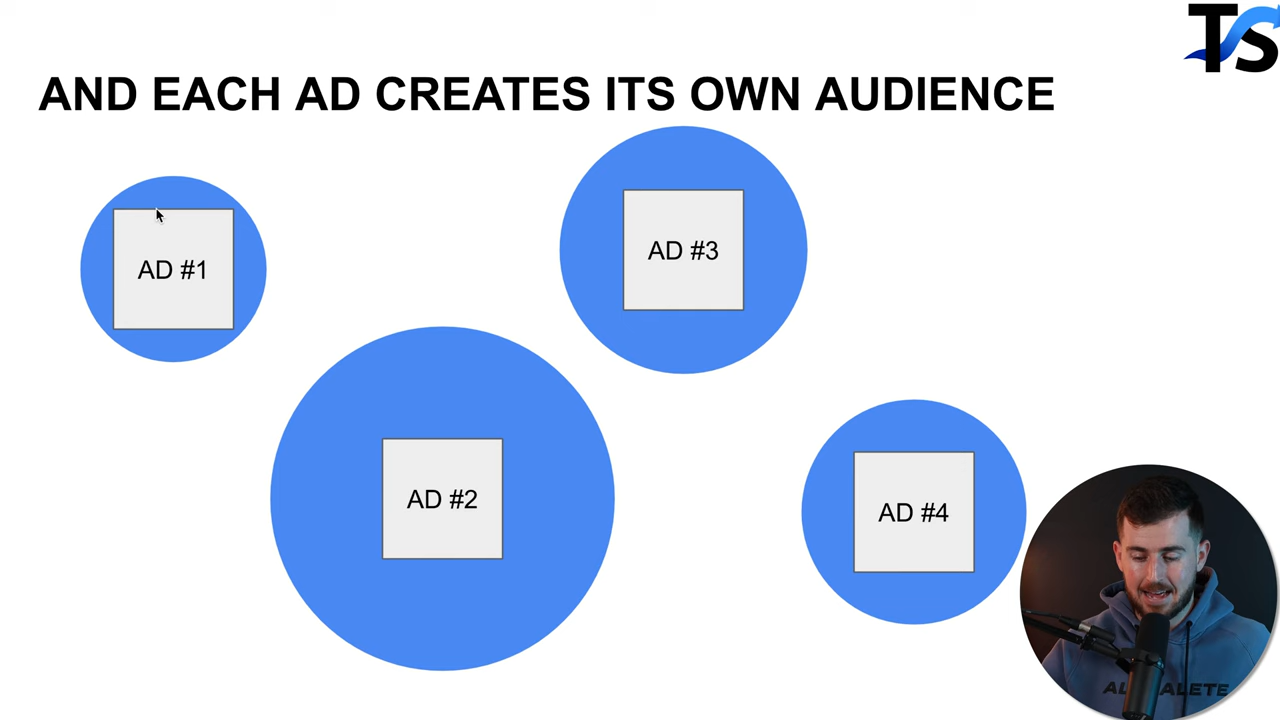 TS
AND EACH AD CREATES ITS OWN AUDIENCE
AD #1
AD #3
AD #2
AD #4